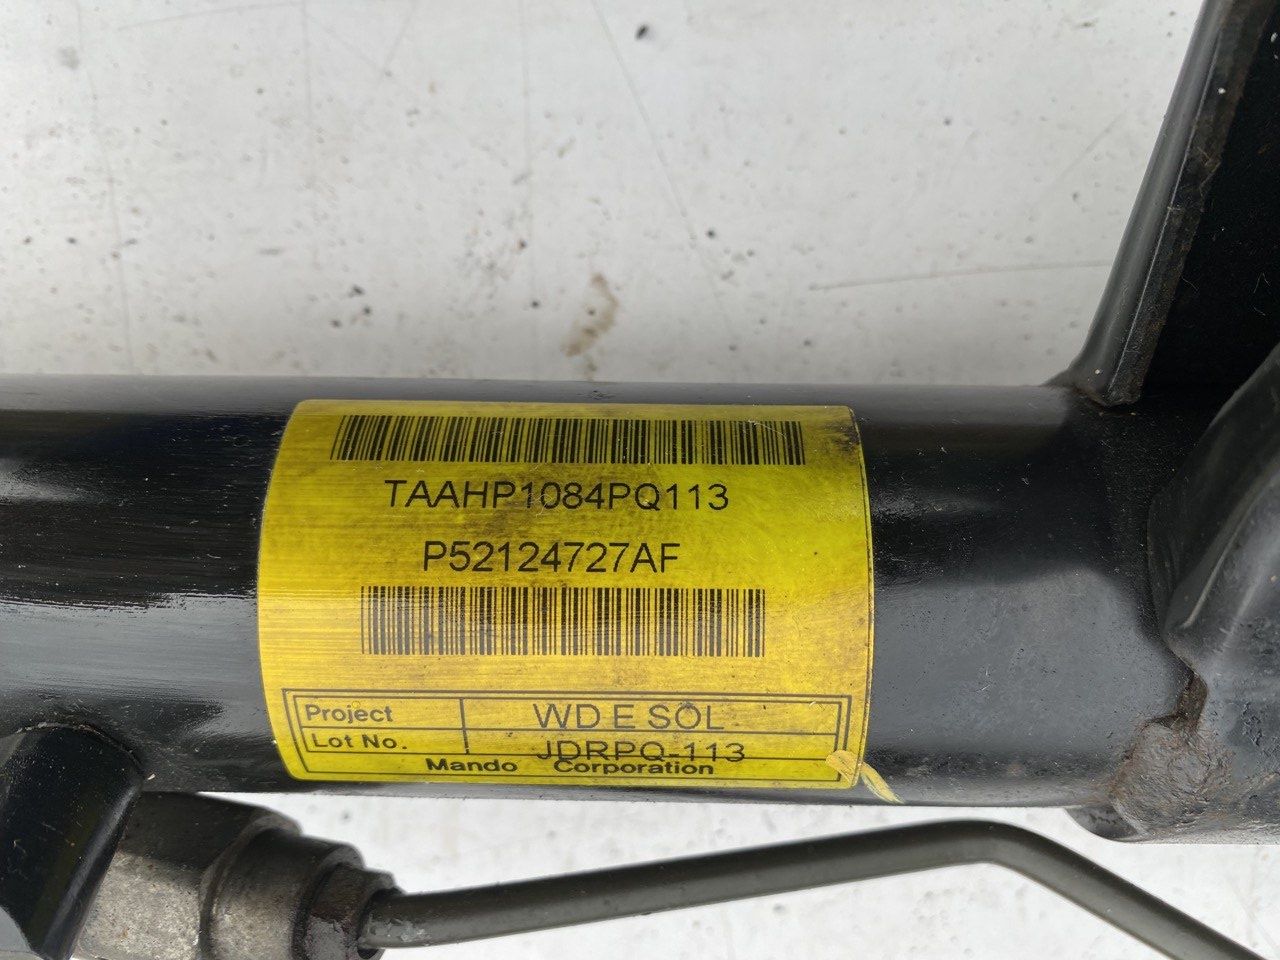 TAAHP1084PQ113
P52124727AF
Project WD E SOL
Lot No. JDRPQ-113
Mando Corporation